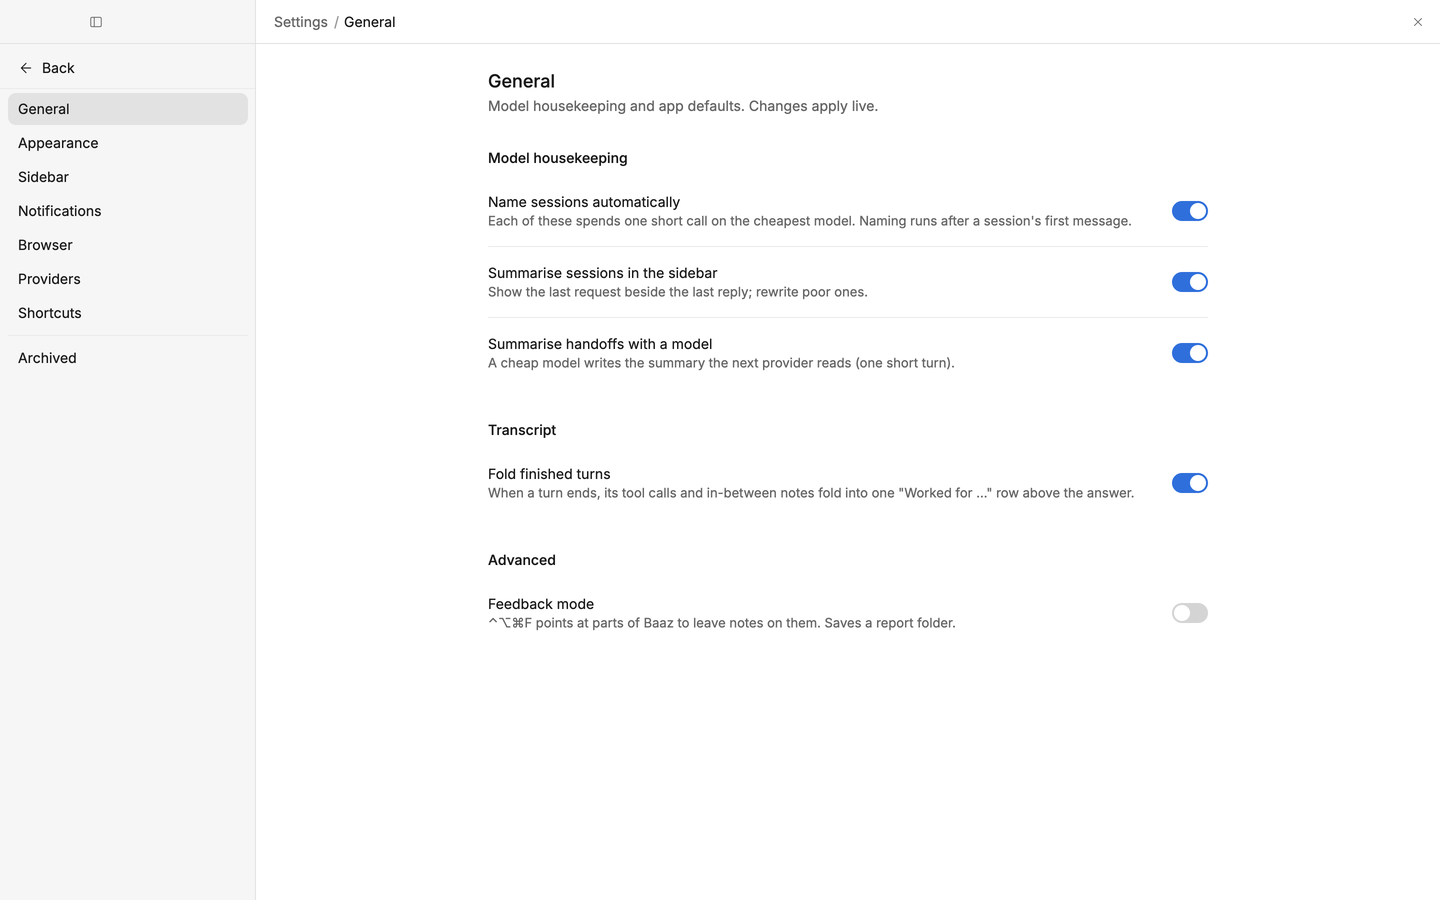 Settings / General
Back
General
Appearance
Sidebar
Notifications
Browser
Providers
Shortcuts
Archived
General
Model housekeeping and app defaults. Changes apply live.
Model housekeeping
Name sessions automatically
Each of these spends one short call on the cheapest model. Naming runs after a session's first message.
Summarise sessions in the sidebar
Show the last request beside the last reply; rewrite poor ones.
Summarise handoffs with a model
A cheap model writes the summary the next provider reads (one short turn).
Transcript
Fold finished turns
When a turn ends, its tool calls and in-between notes fold into one "Worked for ..." row above the answer.
Advanced
Feedback mode
^⌥⌘F points at parts of Baaz to leave notes on them. Saves a report folder.